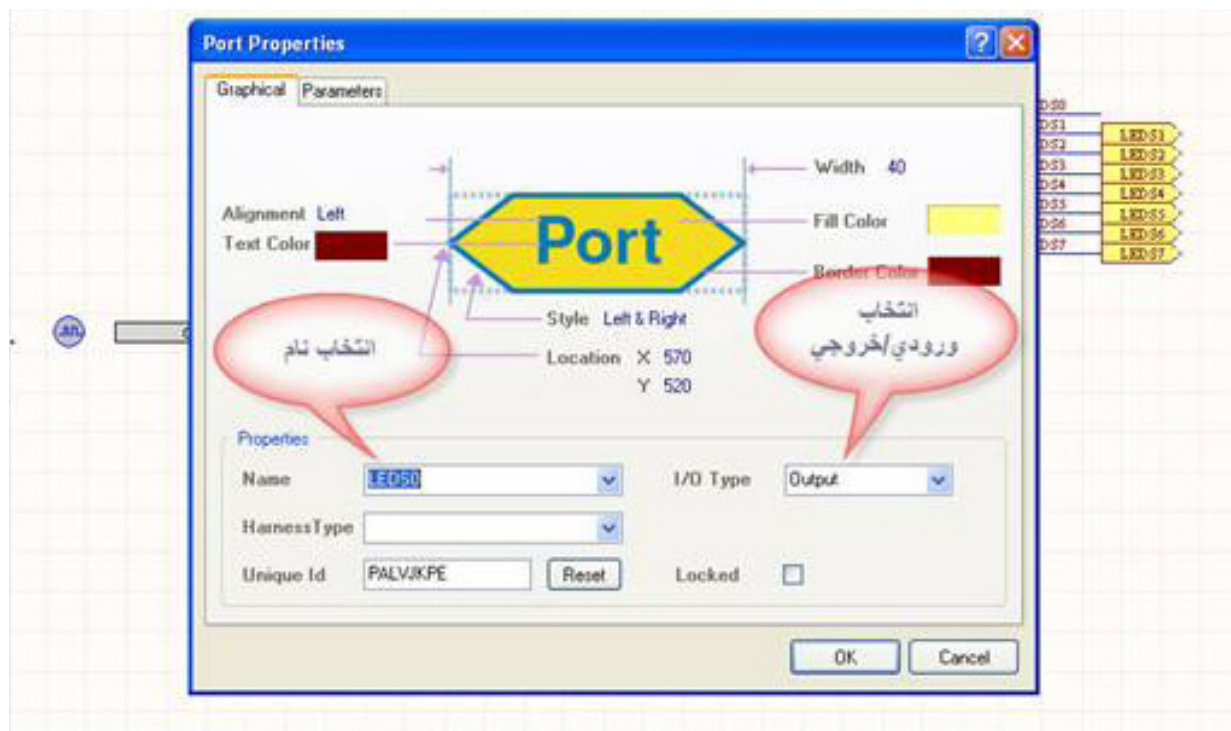 Port Properties
Graphical Parameters
Width 40
Alignment Left
Text Color
Port
Fill Color
Border Color
Style Left & Right
Location X 570
Y 520
انتخاب نام
انتخاب
ورودي/خروجي
Properties
Name LEDS0
I/O Type Output
HarnessType
Unique Id PALVJKPE
Reset
Locked
OK
Cancel
DS0
DS1
DS2
DS3
DS4
DS5
DS6
DS7
LEDS1
LEDS2
LEDS3
LEDS4
LEDS5
LEDS6
LEDS7